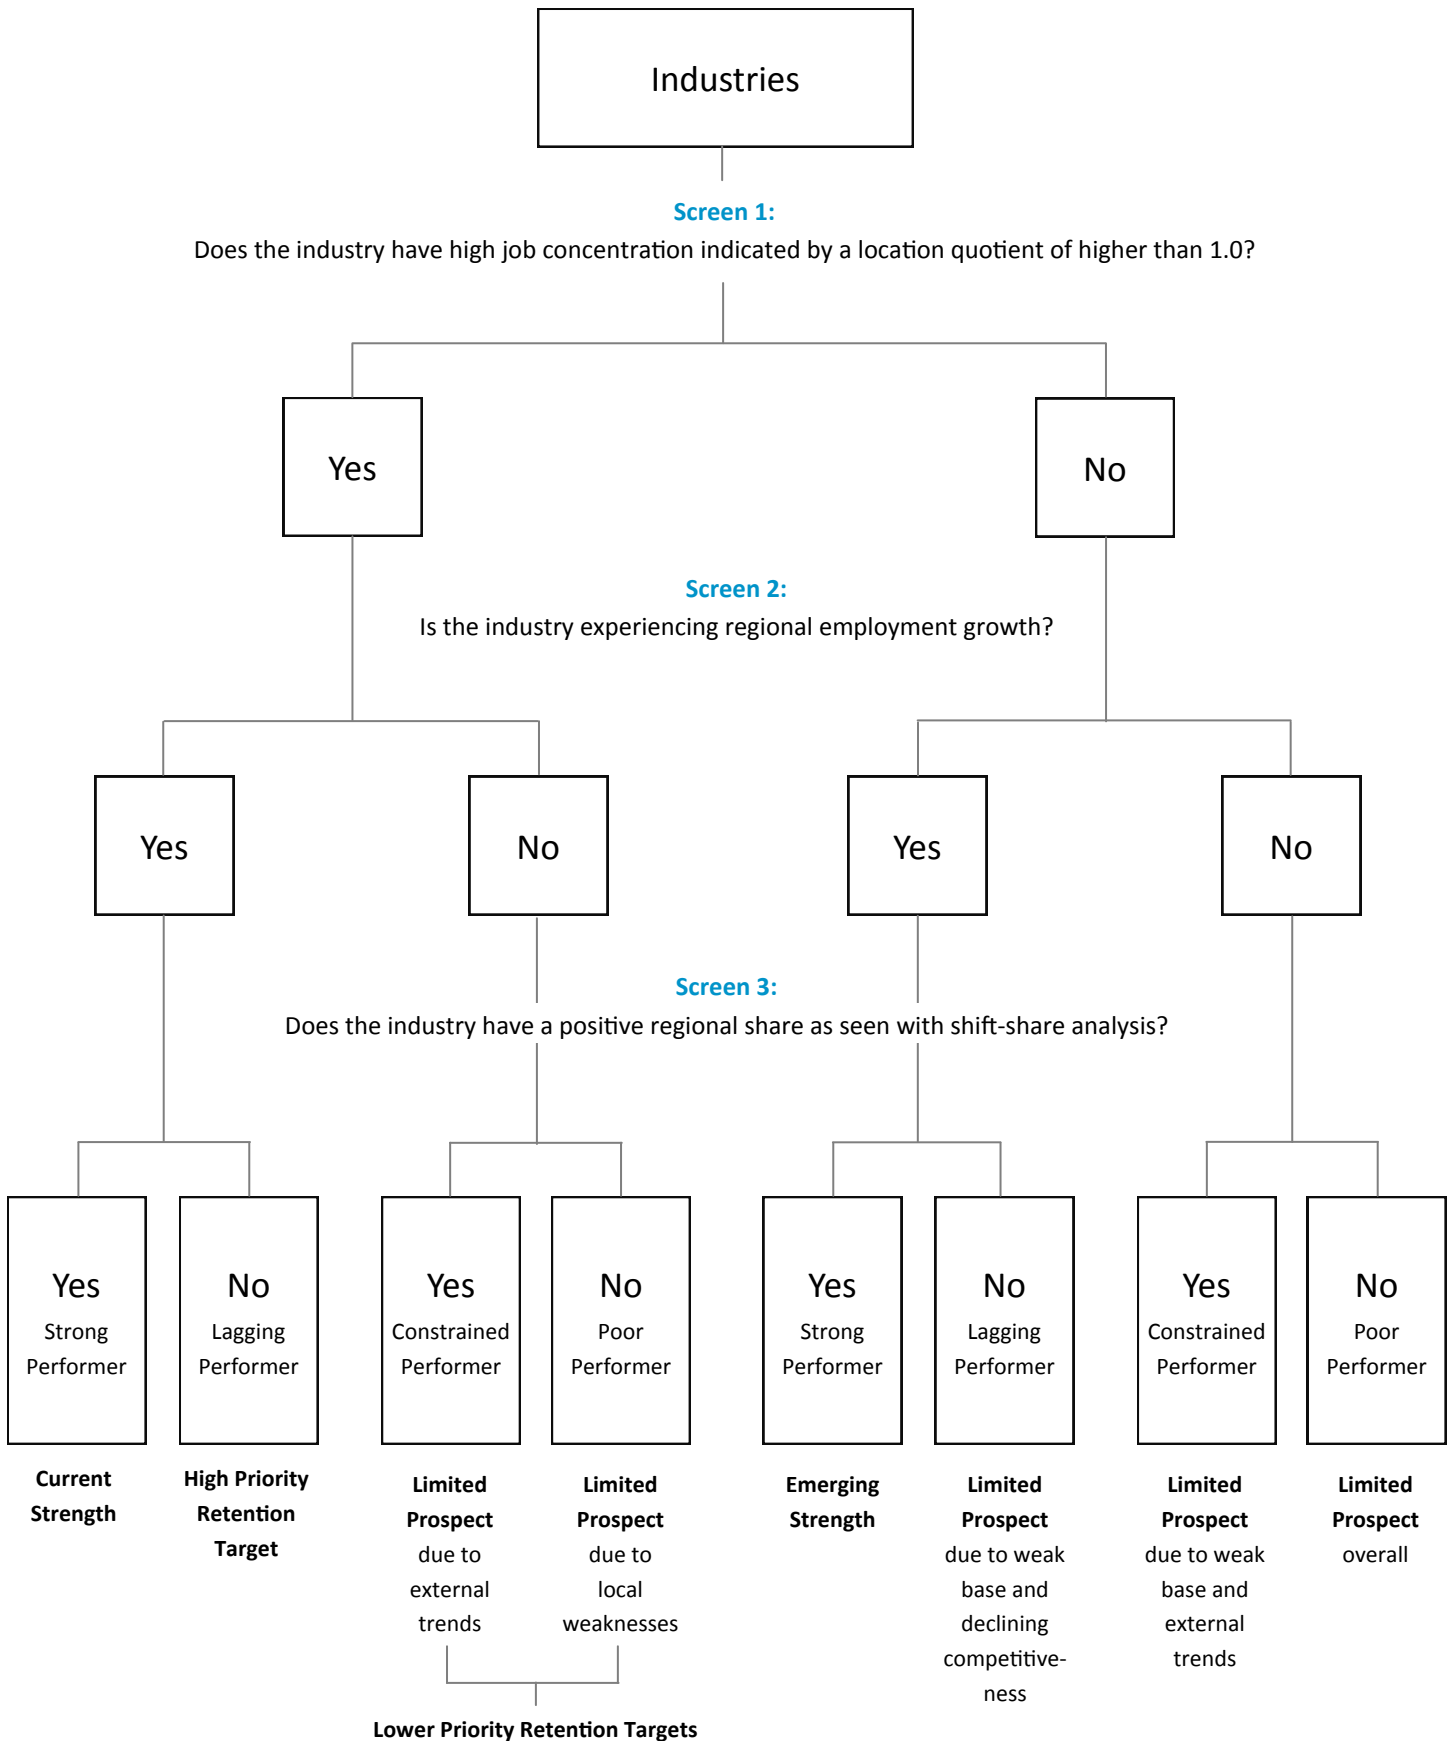 Industries
Screen 1:
Does the industry have high job concentration indicated by a location quotient of higher than 1.0?
Yes
No
Screen 2:
Is the industry experiencing regional employment growth?
Yes
No
Yes
No
Screen 3:
Does the industry have a positive regional share as seen with shift-share analysis?
Yes
Strong
Performer
No
Lagging
Performer
Yes
Constrained
Performer
No
Poor
Performer
Yes
Strong
Performer
No
Lagging
Performer
Yes
Constrained
Performer
No
Poor
Performer
Current
Strength
High Priority
Retention
Target
Limited
Prospect
due to
external
trends
Limited
Prospect
due to
local
weaknesses
Emerging
Strength
Limited
Prospect
due to weak
base and
declining
competitive-
ness
Limited
Prospect
due to weak
base and
external
trends
Limited
Prospect
overall
Lower Priority Retention Targets